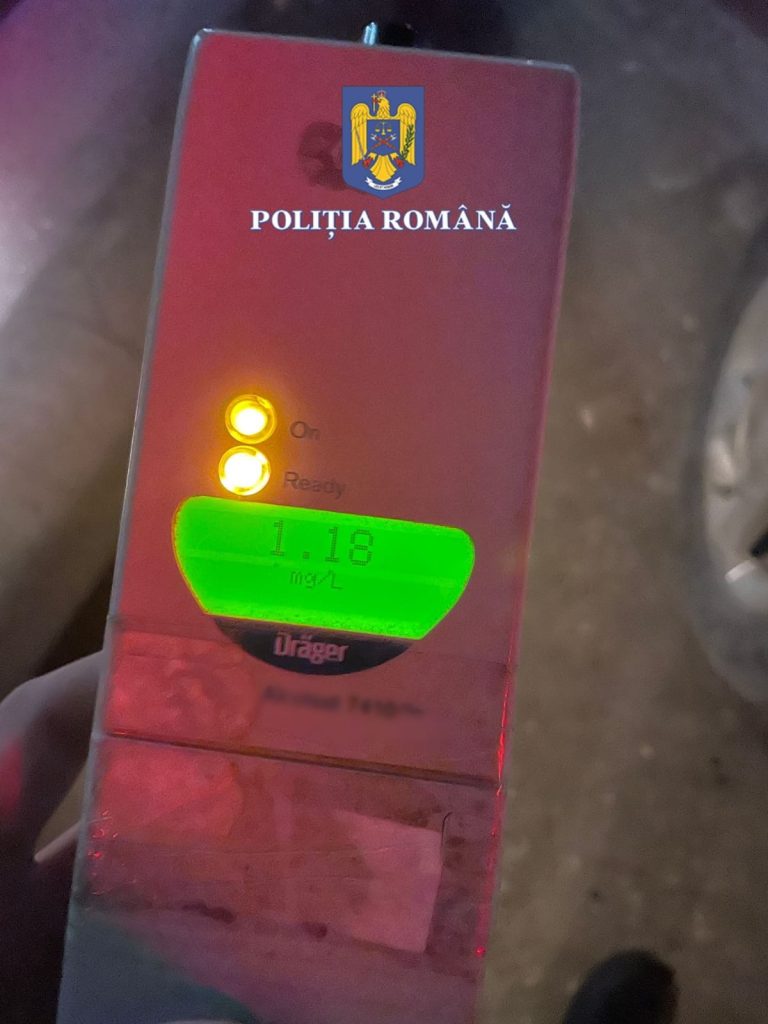 POLIȚIA ROMÂNĂ
On
Ready
1.18
mg/L
Dräger